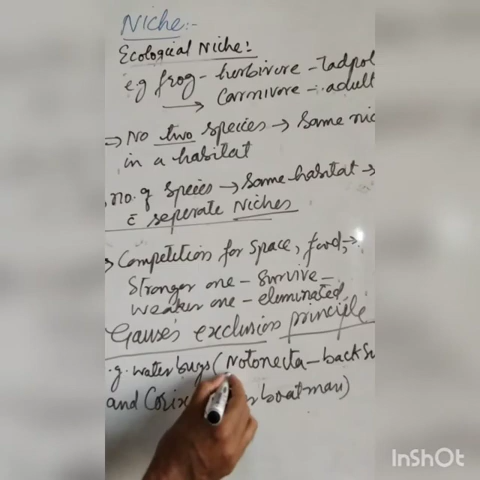 Niche:-
Ecological Niche:
e.g frog - herbivore - Tadpol
→ Carnivore - adult
→ No two species → Same nic
in a habitat
no. of species → Same habitat →
c̄ seperate Niches
Competition for space, food, →
Stronger one - Survive -
weaker one - eliminated
Gause's exclusion principle
.g. water bugs (Notonecta - back Sw
and Corix boatman)
InShOt